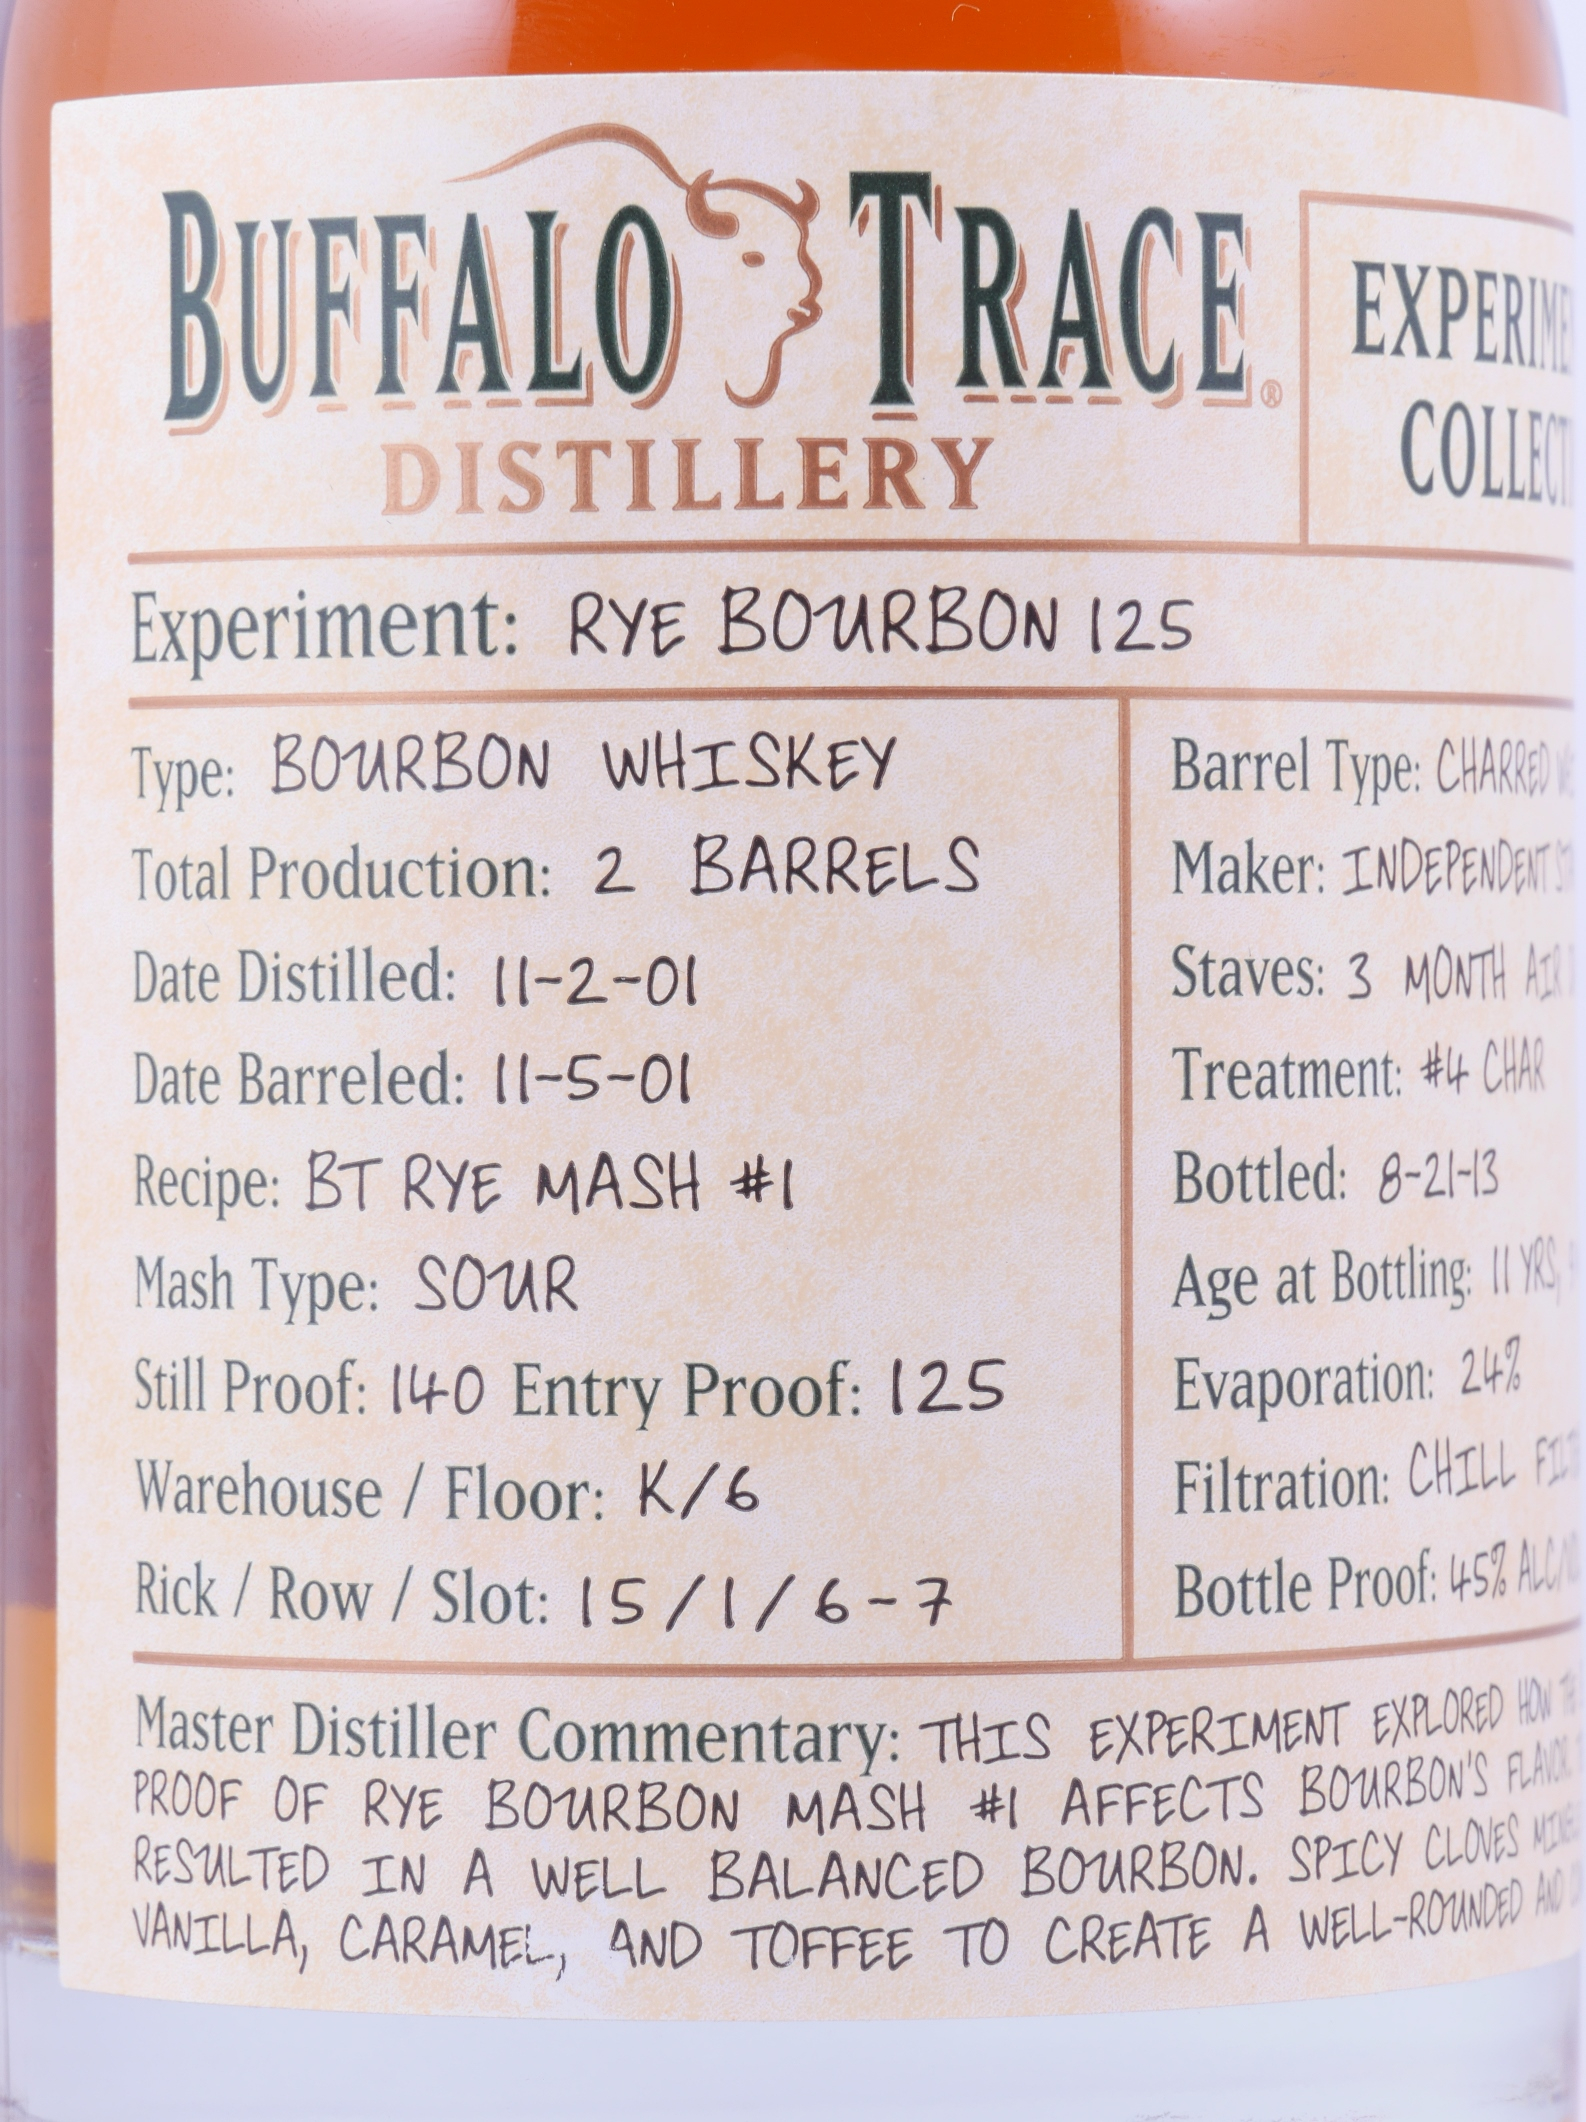 BUFFALO TRACE®
DISTILLERY
Experiment: RYE BOURBON 125
Type: BOURBON WHISKEY
Total Production: 2 BARRELS
Date Distilled: 11-2-01
Date Barreled: 11-5-01
Recipe: BT RYE MASH #1
Mash Type: SOUR
Still Proof: 140 Entry Proof: 125
Warehouse / Floor: K/6
Rick / Row / Slot: 15/1/6-7
Barrel Type: CHARRED
Maker: INDEPENDENT
Staves: 3 MONTH AIR
Treatment: #4 CHAR
Bottled: 8-21-13
Age at Bottling: 11 YRS,
Evaporation: 24%
Filtration: CHILL
Bottle Proof: 45%
Master Distiller Commentary: THIS EXPERIMENT EXPLORED HOW
PROOF OF RYE BOURBON MASH #1 AFFECTS BOURBON'S FLAVOR.
RESULTED IN A WELL BALANCED BOURBON. SPICY CLOVES
VANILLA, CARAMEL, AND TOFFEE TO CREATE A WELL-ROUNDED AND